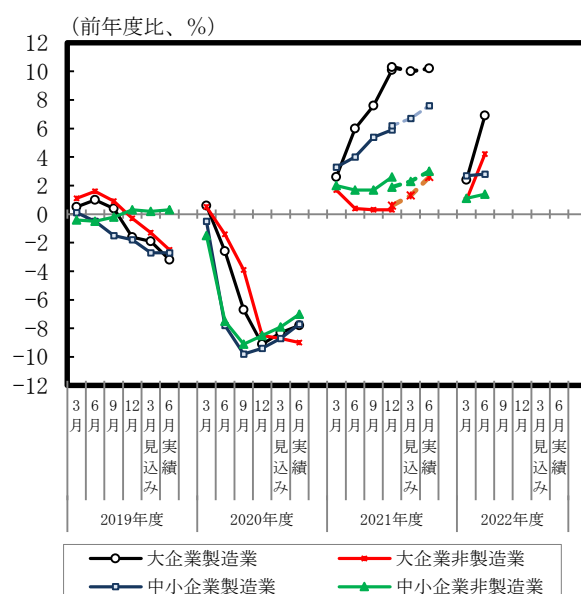 (前年度比、%)
12
10
8
6
4
2
0
−2
−4
−6
−8
−10
−12
3月 6月 9月 12月 3月見込み 6月実績
3月 6月 9月 12月 3月見込み 6月実績
3月 6月 9月 12月 3月見込み 6月実績
3月 6月 9月 12月 3月見込み 6月実績
2019年度 2020年度 2021年度 2022年度
大企業製造業 大企業非製造業
中小企業製造業 中小企業非製造業